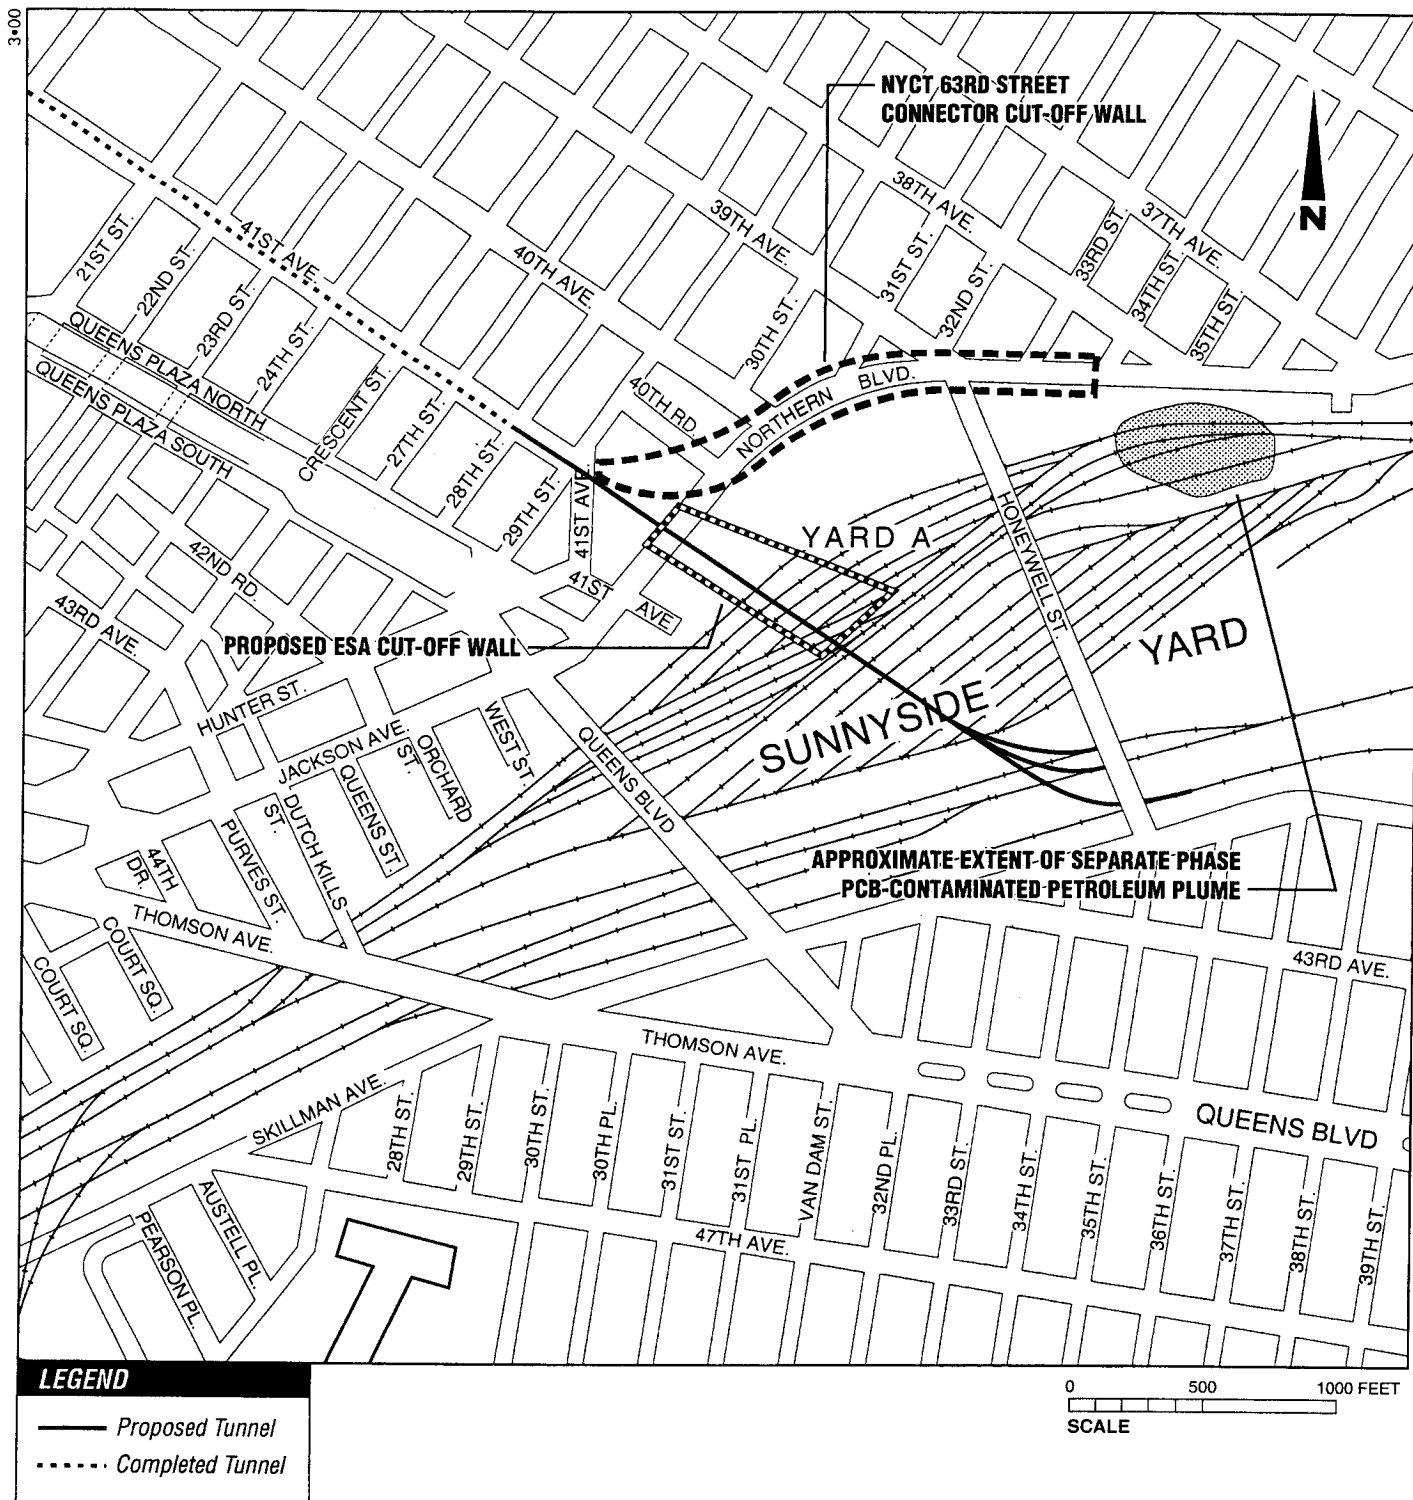 3•00
NYCT 63RD STREET
CONNECTOR CUT-OFF WALL
N
38TH AVE.
37TH AVE.
39TH AVE.
40TH AVE.
41ST AVE.
21ST ST.
22ND ST.
23RD ST.
24TH ST.
CRESCENT ST.
27TH ST.
28TH ST.
29TH ST.
30TH ST.
31ST ST.
32ND ST.
33RD ST.
34TH ST.
35TH ST.
QUEENS PLAZA NORTH
QUEENS PLAZA SOUTH
40TH RD.
NORTHERN BLVD.
41ST AVE.
41ST AVE.
YARD A
HONEYWELL ST.
42ND RD.
43RD AVE.
PROPOSED ESA CUT-OFF WALL
SUNNYSIDE YARD
HUNTER ST.
JACKSON AVE
ORCHARD
ST.
WEST ST.
QUEENS BLVD
QUEENS ST.
DUTCH KILLS
ST.
PURVES ST.
44TH
DR.
APPROXIMATE EXTENT OF SEPARATE PHASE
PCB-CONTAMINATED PETROLEUM PLUME
THOMSON AVE.
COURT SQ.
COURT SQ.
43RD AVE.
THOMSON AVE.
SKILLMAN AVE.
QUEENS BLVD
28TH ST.
29TH ST.
30TH ST.
30TH PL.
31ST ST.
31ST PL.
VAN DAM ST.
32ND PL.
33RD ST.
34TH ST.
35TH ST.
36TH ST.
37TH ST.
38TH ST.
39TH ST.
AUSTELL PL.
PEARSON PL.
47TH AVE.
LEGEND
Proposed Tunnel
Completed Tunnel
0 500 1000 FEET
SCALE